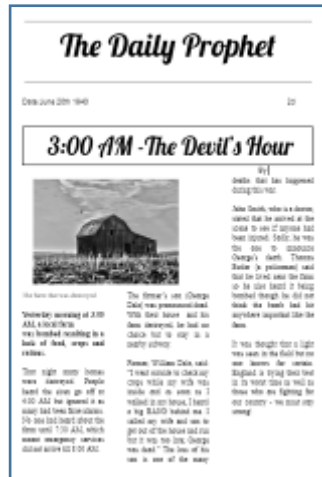 The Daily Prophet
Date: June 20th 1940
2d
3:00 AM -The Devil's Hour
By
The farm that was destroyed
Yesterday morning at 3:00
AM, a local farm
was bombed resulting in a
lack of food, crops and
rations.
That night many homes
were destroyed. People
heard the siren go off at
4:00 AM but ignored it as
many had been false alarms.
No one had heard about the
farm until 7:30 AM, which
meant emergency services
did not arrive till 8:00 AM.
The farmer's son (George
Dale) was pronounced dead.
With their house and his
farm destroyed, he had no
choice but to stay in a
nearby subway.
Farmer, William Dale, said:
"I went outside to check my
crops while my wife was
inside and as soon as I
walked in my house, I heard
a big BANG behind me. I
called my wife and son to
get out of the house and run
but it was too late, George
was dead." The loss of his
son is one of the many
deaths that has happened
during this war.
John Smith, who is a doctor,
stated that he arrived at the
scene to see if anyone had
been injured. Sadly, he was
the one to announce
George's death. Thomas
(a policeman) said
that he lived near the farm
so he also heard it being
bombed though he did not
think the bomb had hit
anywhere important like the
farm.
It was thought that a light
was seen in the field but no
one knows for certain.
England is trying their best
in its worst time as well as
those who are fighting for
our country - we must stay
strong!